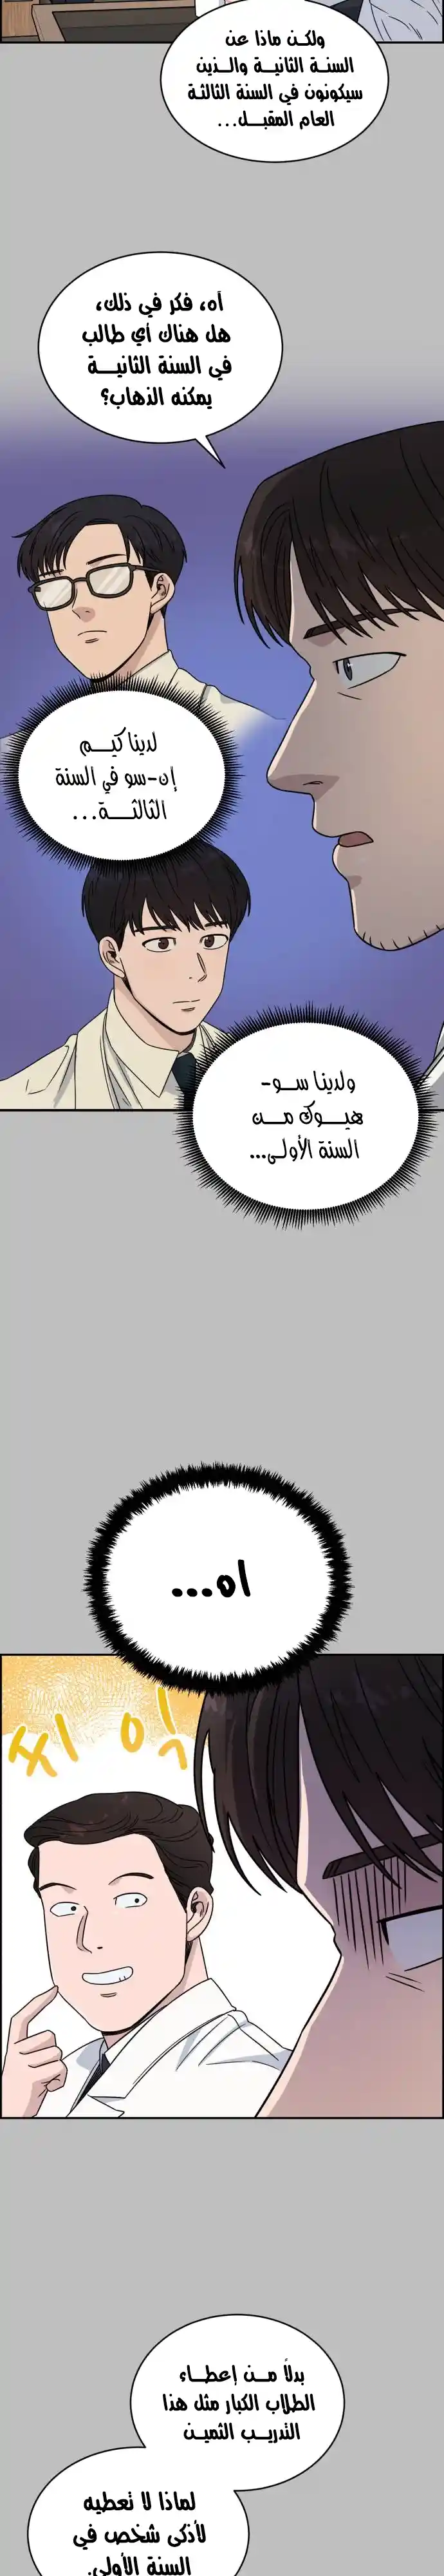 ولكن ماذا عن
السنة الثانية والذين
سيكونون في السنة الثالثة
العام المقبل...
آه، فكر في ذلك،
هل هناك أي طالب
في السنة الثانية
يمكنه الذهاب؟
لدينا كيم
إن-سو في السنة
الثالثة...
ولدينا سو-
هيوك من
السنة الأولى...
اه...
씨익
بدلاً من إعطاء
الطلاب الكبار مثل هذا
التدريب الثمين
لماذا لا تعطيه
لأذكى شخص في
السنة الأولى.